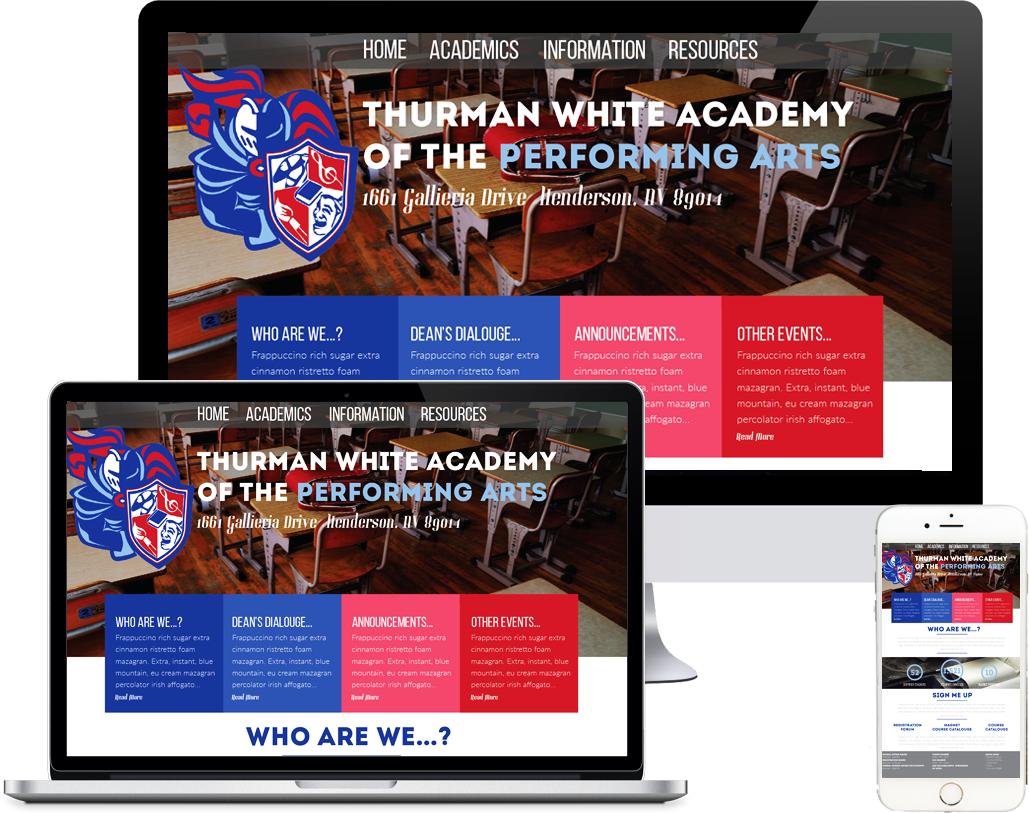 HOME ACADEMICS INFORMATION RESOURCES
THURMAN WHITE ACADEMY
OF THE PERFORMING ARTS
1661 Gallieria Drive Henderson, NV 89014
WHO ARE WE...?
Frappuccino rich sugar extra
cinnamon ristretto foam
DEAN'S DIALOUGE...
Frappuccino rich sugar extra
cinnamon ristretto foam
ANNOUNCEMENTS...
Frappuccino rich sugar extra
cinnamon ristretto foam
a, instant, blue
eam mazagran
affogato...
OTHER EVENTS...
Frappuccino rich sugar extra
cinnamon ristretto foam
mazagran. Extra, instant, blue
mountain, eu cream mazagran
percolator irish affogato...
Read More
HOME ACADEMICS INFORMATION RESOURCES
THURMAN WHITE ACADEMY
OF THE PERFORMING ARTS
1661 Gallieria Drive Henderson, NV 89014
WHO ARE WE...?
Frappuccino rich sugar extra
cinnamon ristretto foam
mazagran. Extra, instant, blue
mountain, eu cream mazagran
percolator irish affogato...
Read More
DEAN'S DIALOUGE...
Frappuccino rich sugar extra
cinnamon ristretto foam
mazagran. Extra, instant, blue
mountain, eu cream mazagran
percolator irish affogato...
Read More
ANNOUNCEMENTS...
Frappuccino rich sugar extra
cinnamon ristretto foam
mazagran. Extra, instant, blue
mountain, eu cream mazagran
percolator irish affogato...
Read More
OTHER EVENTS...
Frappuccino rich sugar extra
cinnamon ristretto foam
mazagran. Extra, instant, blue
mountain, eu cream mazagran
percolator irish affogato...
Read More
WHO ARE WE...?
HOME ACADEMICS INFORMATION RESOURCES
THURMAN WHITE ACADEMY
OF THE PERFORMING ARTS
WHO ARE WE...?
DEAN'S DIALOUGE...
ANNOUNCEMENTS...
OTHER EVENTS...
WHO ARE WE...?
52
10
SIGN ME UP
REGISTRATION
FORUM
MAGNET
COURSE CATALOUGE
COURSE
CATALOUGE